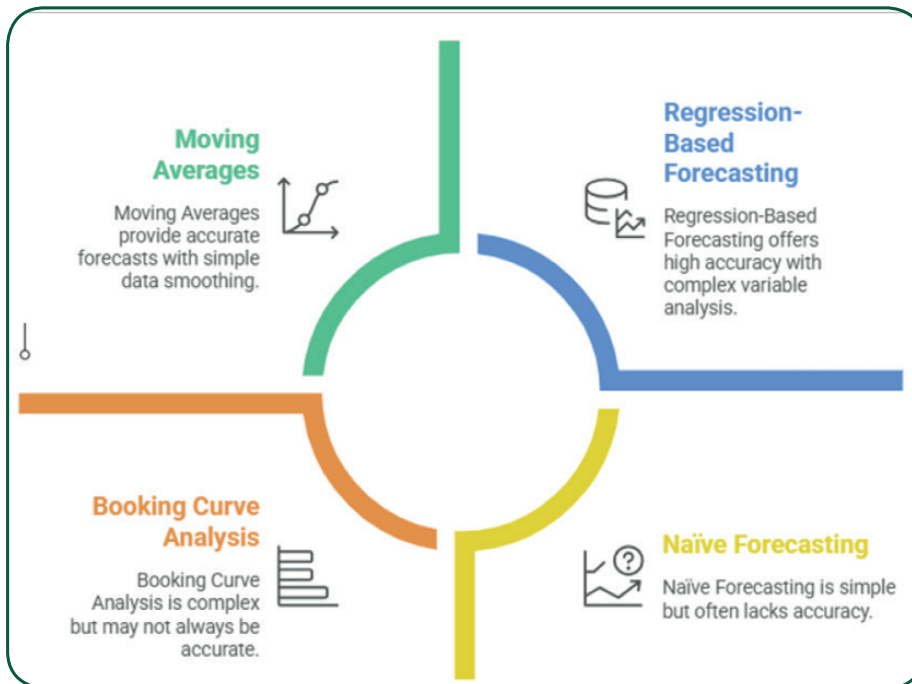 Moving
Averages
Moving Averages
provide accurate
forecasts with simple
data smoothing.
Regression-
Based
Forecasting
Regression-Based
Forecasting offers
high accuracy with
complex variable
analysis.
Booking Curve
Analysis
Booking Curve
Analysis is complex
but may not always be
accurate.
?
Naïve Forecasting
Naïve Forecasting is simple
but often lacks accuracy.